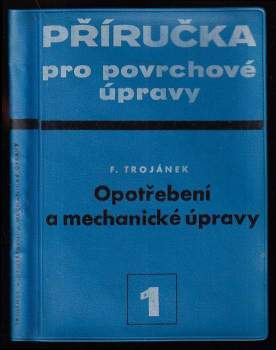 PŘÍRUČKA
pro povrchové
úpravy
F. TROJÁNEK
Opotřebení
a mechanické úpravy
1